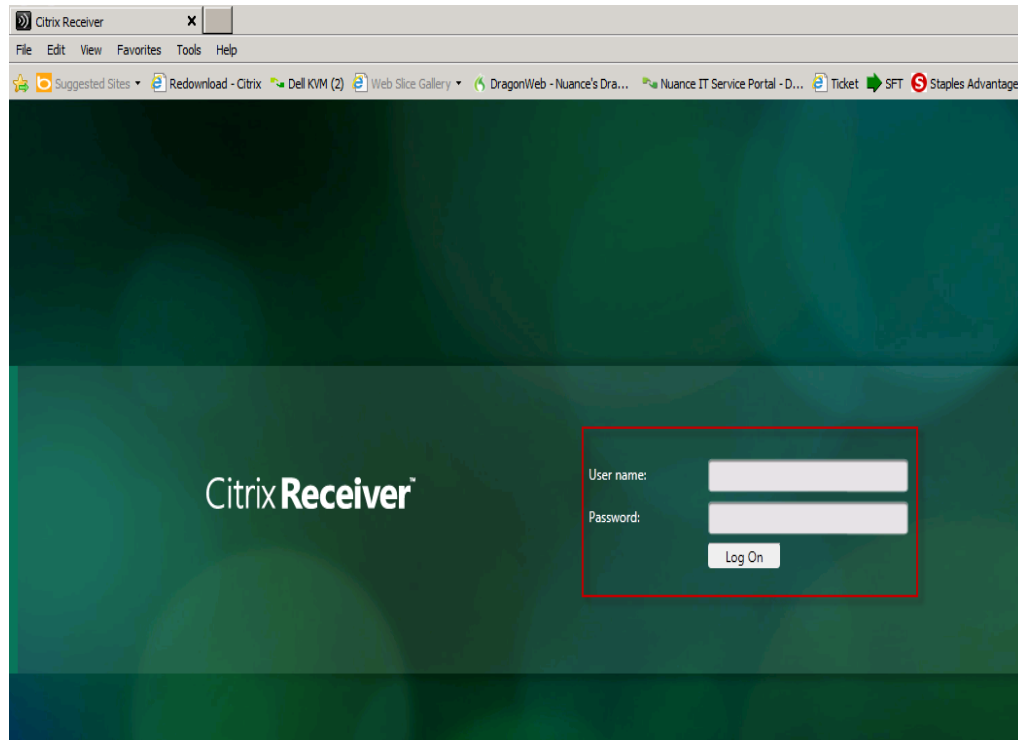 Citrix Receiver
File Edit View Favorites Tools Help
Suggested Sites Redownload - Citrix Dell KVM (2) Web Slice Gallery DragonWeb - Nuance's Dra... Nuance IT Service Portal - D... Ticket SFT Staples Advantage
Citrix Receiver™
User name:
Password:
Log On